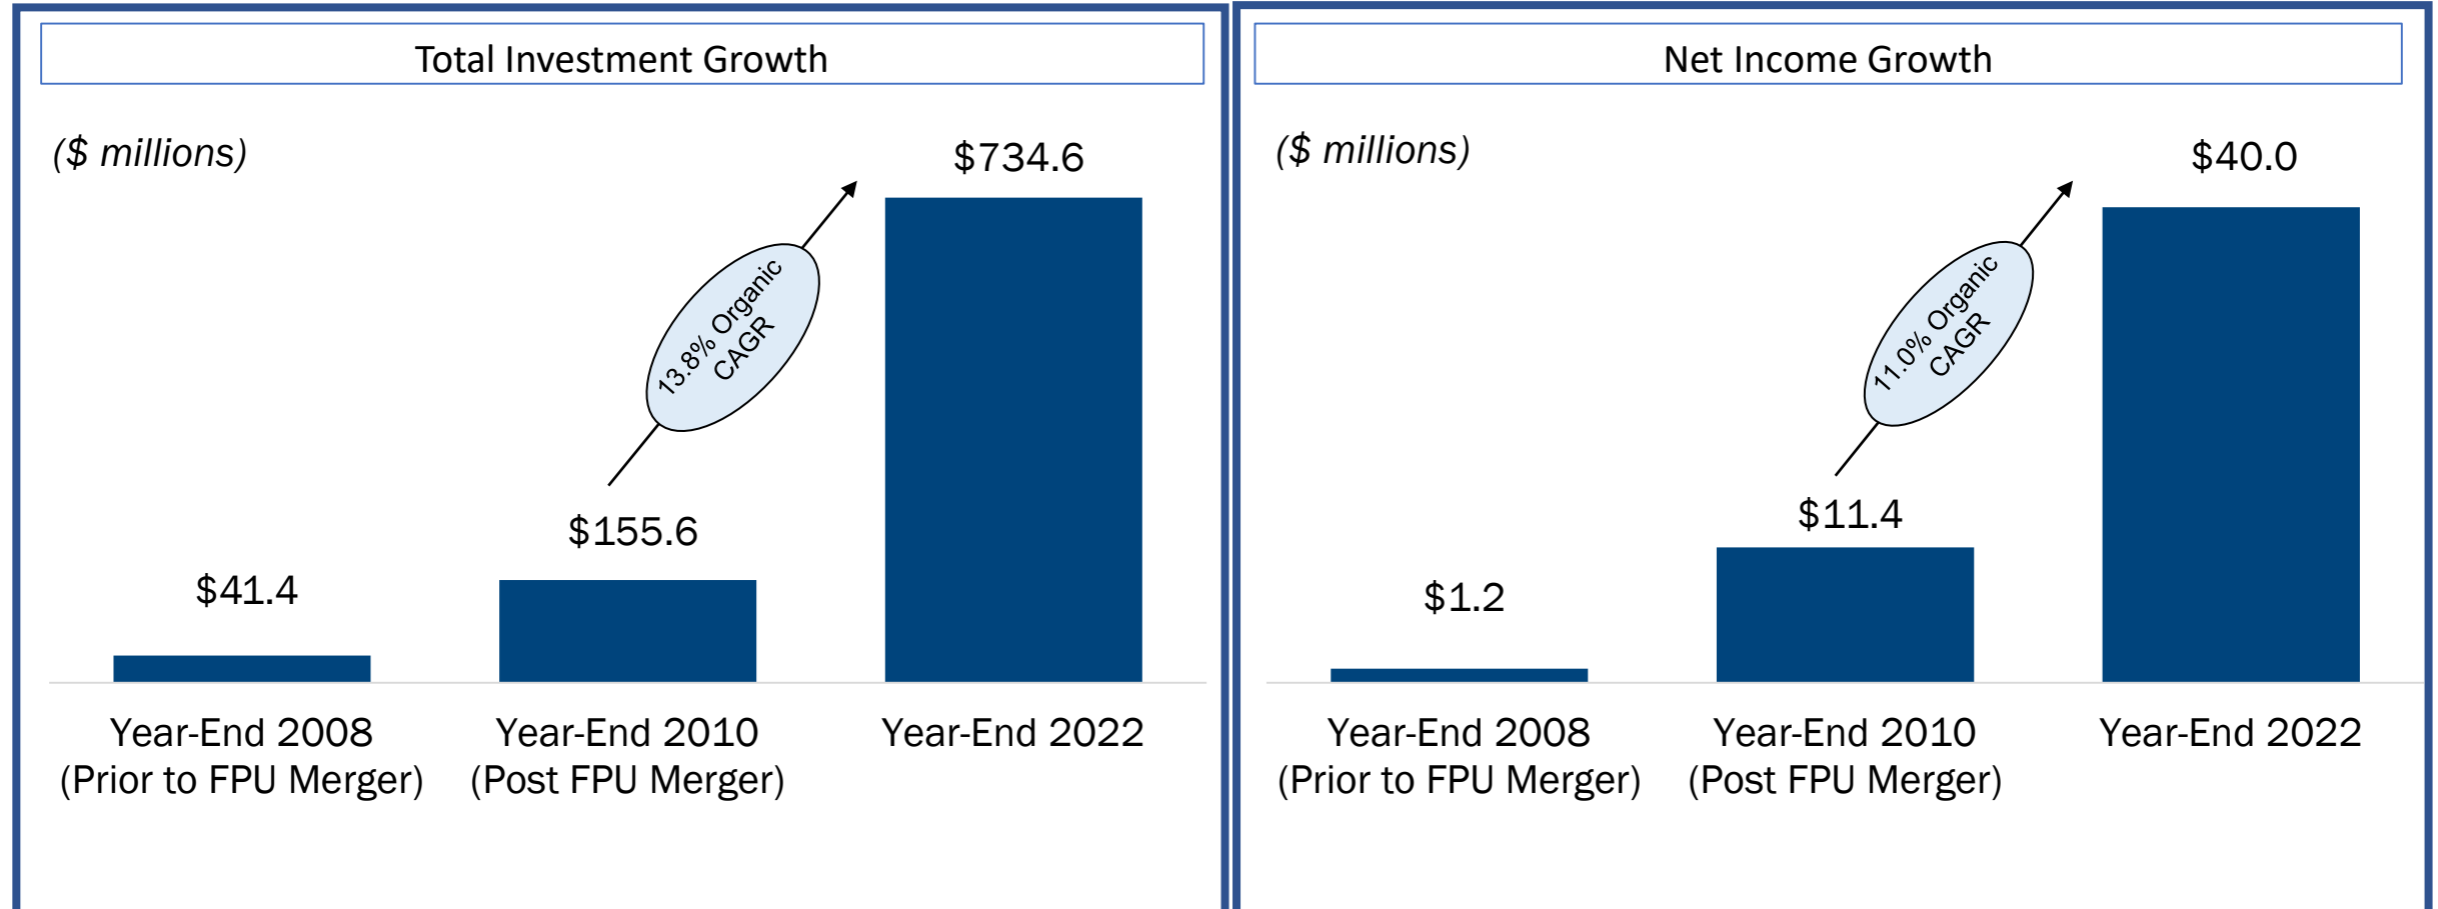 Total Investment Growth
($ millions)
$41.4
$155.6
$734.6
13.8% Organic
CAGR
Year-End 2008
(Prior to FPU Merger)
Year-End 2010
(Post FPU Merger)
Year-End 2022
Net Income Growth
($ millions)
$1.2
$11.4
$40.0
11.0% Organic
CAGR
Year-End 2008
(Prior to FPU Merger)
Year-End 2010
(Post FPU Merger)
Year-End 2022